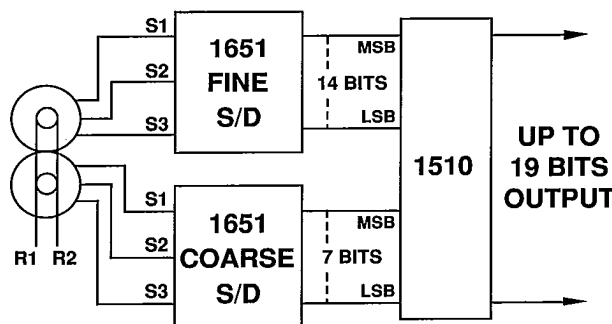 S1
S2
S3
1651
FINE
S/D
MSB
14 BITS
LSB
1510
UP TO
19 BITS
OUTPUT
R1 R2
S1
S2
S3
1651
COARSE
S/D
MSB
7 BITS
LSB